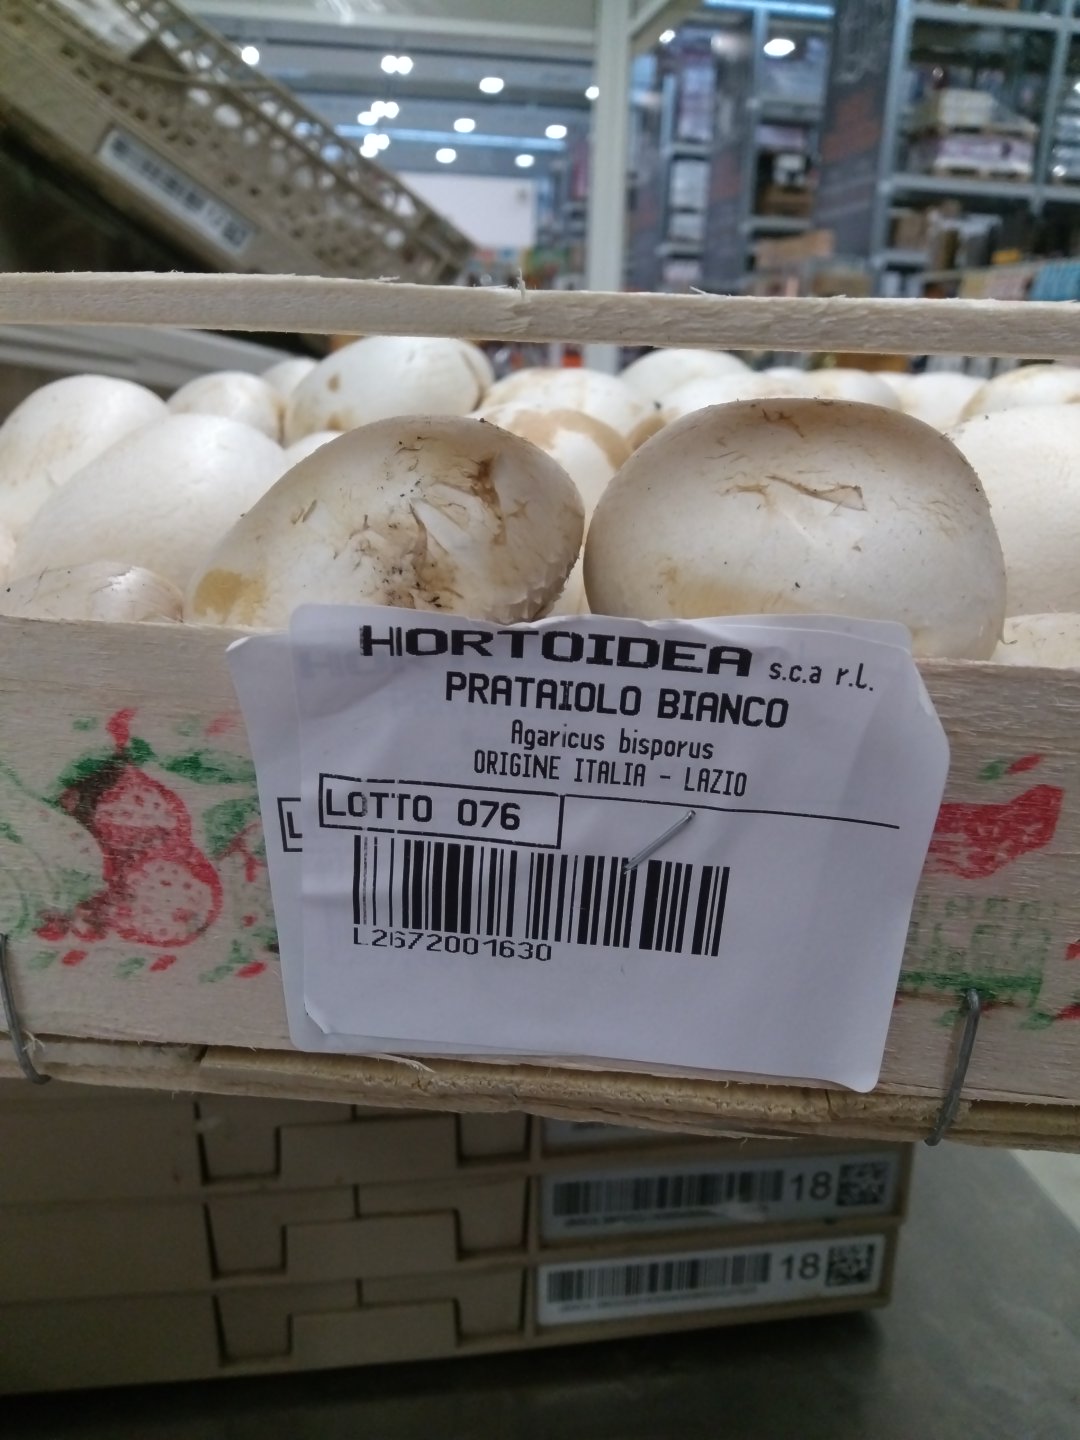 HORTOIDEA s.c.a r.l.
PRATAIOLO BIANCO
Agaricus bisporus
ORIGINE ITALIA - LAZIO
LOTTO 076
L
L2672001630
18
18